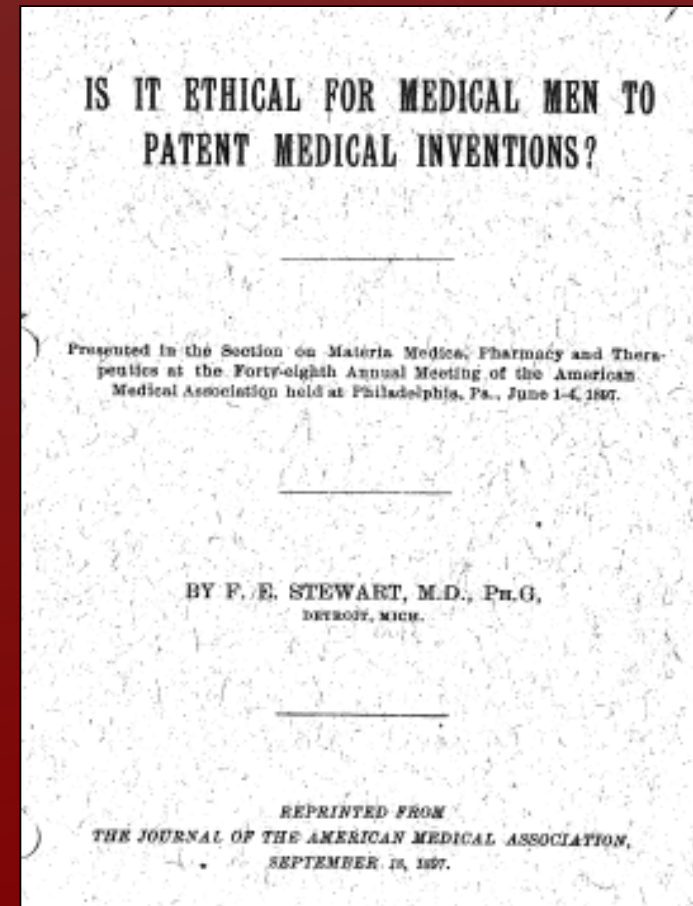 IS IT ETHICAL FOR MEDICAL MEN TO
PATENT MEDICAL INVENTIONS?
Presented in the Section on Materia Medica, Pharmacy and Thera-
peutics at the Forty-eighth Annual Meeting of the American
Medical Association held at Philadelphia, Pa., June 1-4, 1897.
BY F. E. STEWART, M.D., PH.G,
DETROIT, MICH.
REPRINTED FROM
THE JOURNAL OF THE AMERICAN MEDICAL ASSOCIATION,
SEPTEMBER 18, 1897.